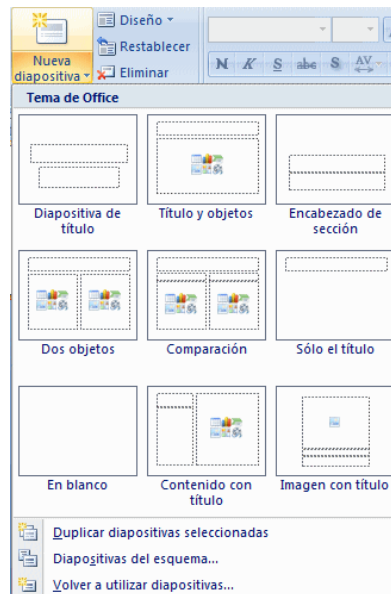 Nueva
diapositiva
Diseño
Restablecer
Eliminar
N K S abc S AV
Tema de Office
Diapositiva de
título
Título y objetos
Encabezado de
sección
Dos objetos
Comparación
Sólo el título
En blanco
Contenido con
título
Imagen con título
Duplicar diapositivas seleccionadas
Diapositivas del esquema...
Volver a utilizar diapositivas...